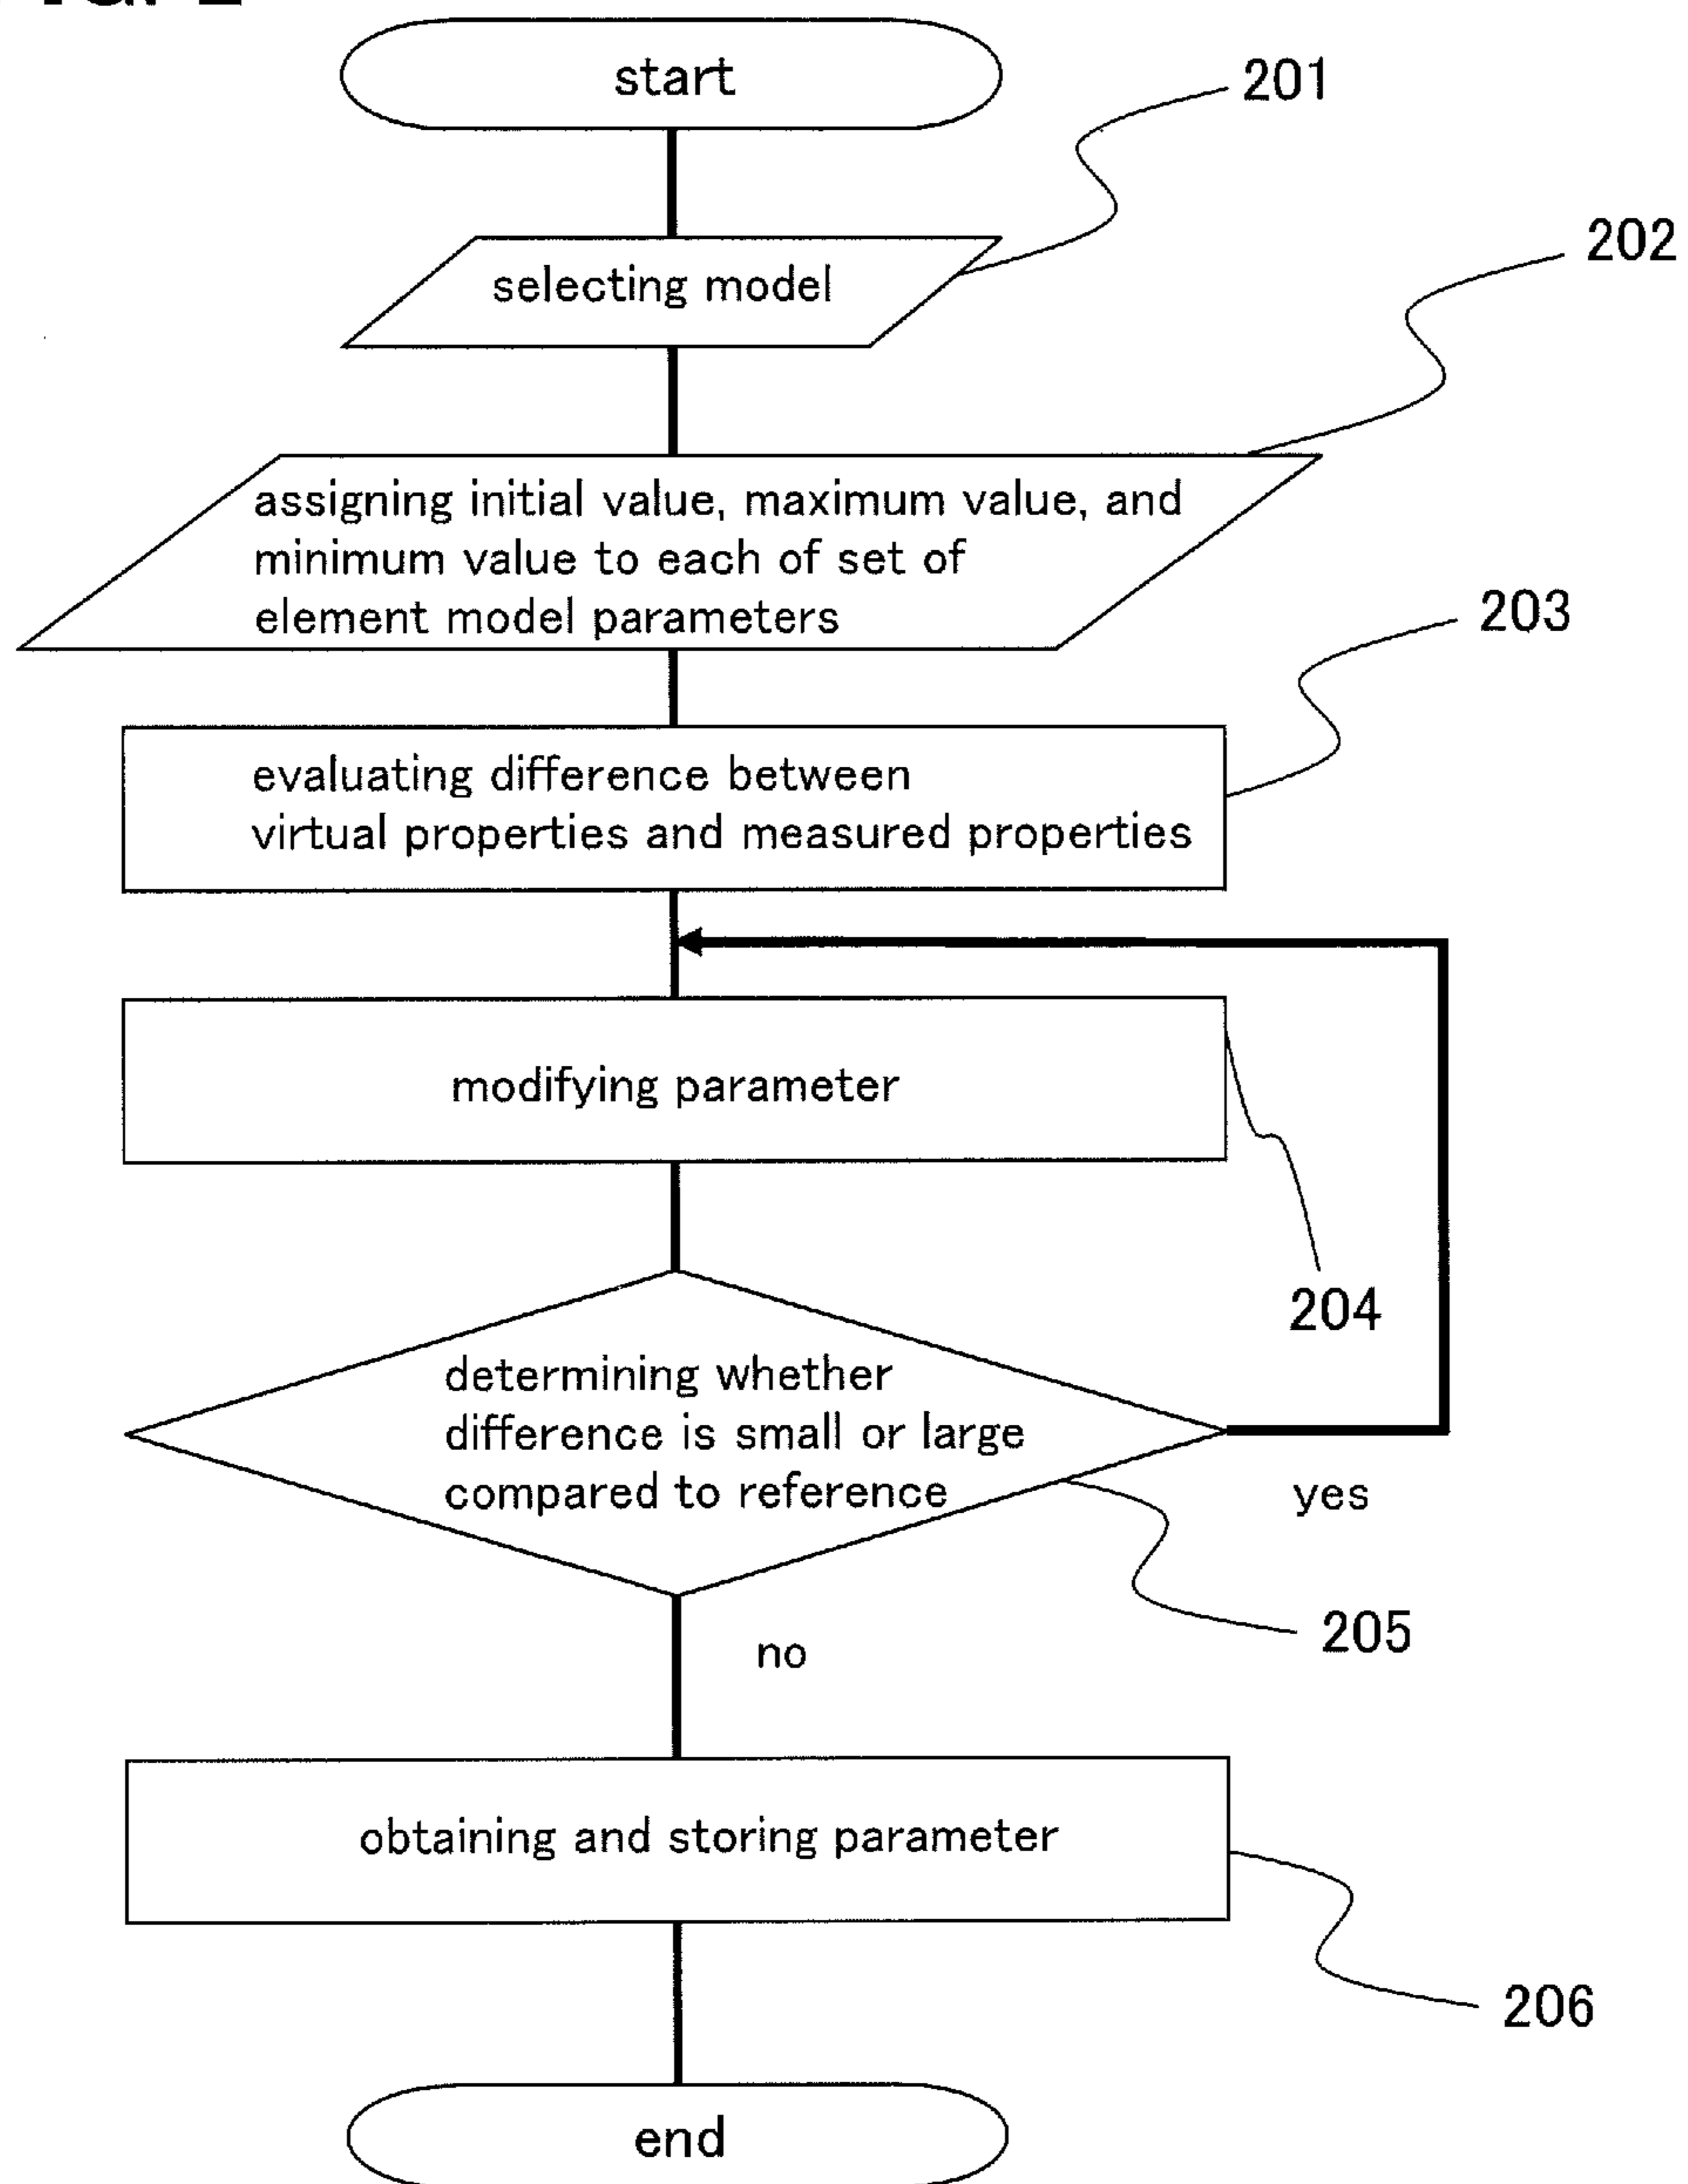 start
201
selecting model
202
assigning initial value, maximum value, and
minimum value to each of set of
element model parameters
203
evaluating difference between
virtual properties and measured properties
modifying parameter
204
determining whether
difference is small or large
compared to reference
yes
205
no
obtaining and storing parameter
206
end